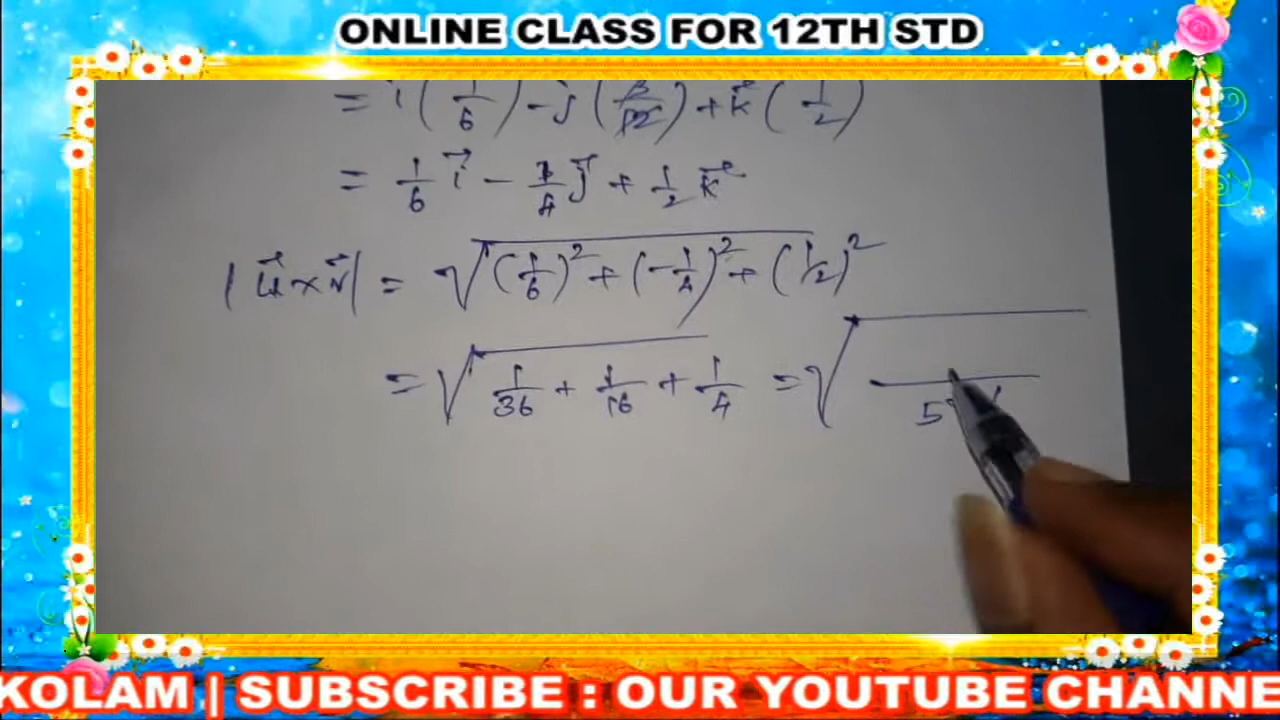 ONLINE CLASS FOR 12TH STD
= i(1/6) - j(3/12) + k(1/2)
= 1/6 i⃗ - 1/4 j⃗ + 1/2 k⃗
|u⃗ × v⃗| = √((1/6)² + (-1/4)² + (1/2)²)
= √(1/36 + 1/16 + 1/4) = √
KOLAM | SUBSCRIBE : OUR YOUTUBE CHANNE